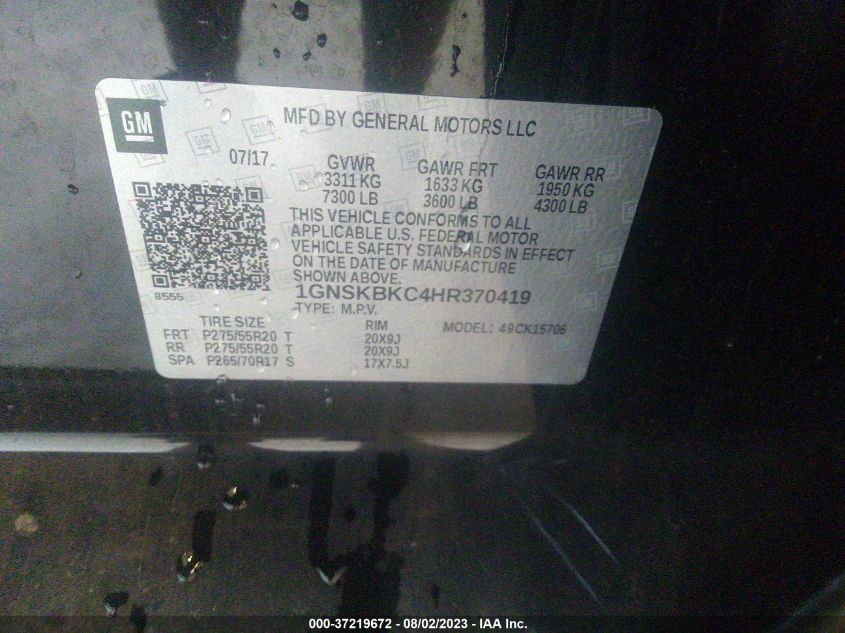 GM
MFD BY GENERAL MOTORS LLC
07/17 GVWR GAWR FRT GAWR RR
3311 KG 1633 KG 1950 KG
7300 LB 3600 LB 4300 LB
THIS VEHICLE CONFORMS TO ALL
APPLICABLE U.S. FEDERAL MOTOR
VEHICLE SAFETY STANDARDS IN EFFECT
ON THE DATE OF MANUFACTURE
SHOWN ABOVE.
8555
1GNSKBKC4HR370419
TYPE: M.P.V.
TIRE SIZE RIM MODEL: 49CK15706
FRT P275/55R20 T 20X9J
RR P275/55R20 T 20X9J
SPA P265/70R17 S 17X7.5J
000-37219672 - 08/02/2023 - IAA Inc.